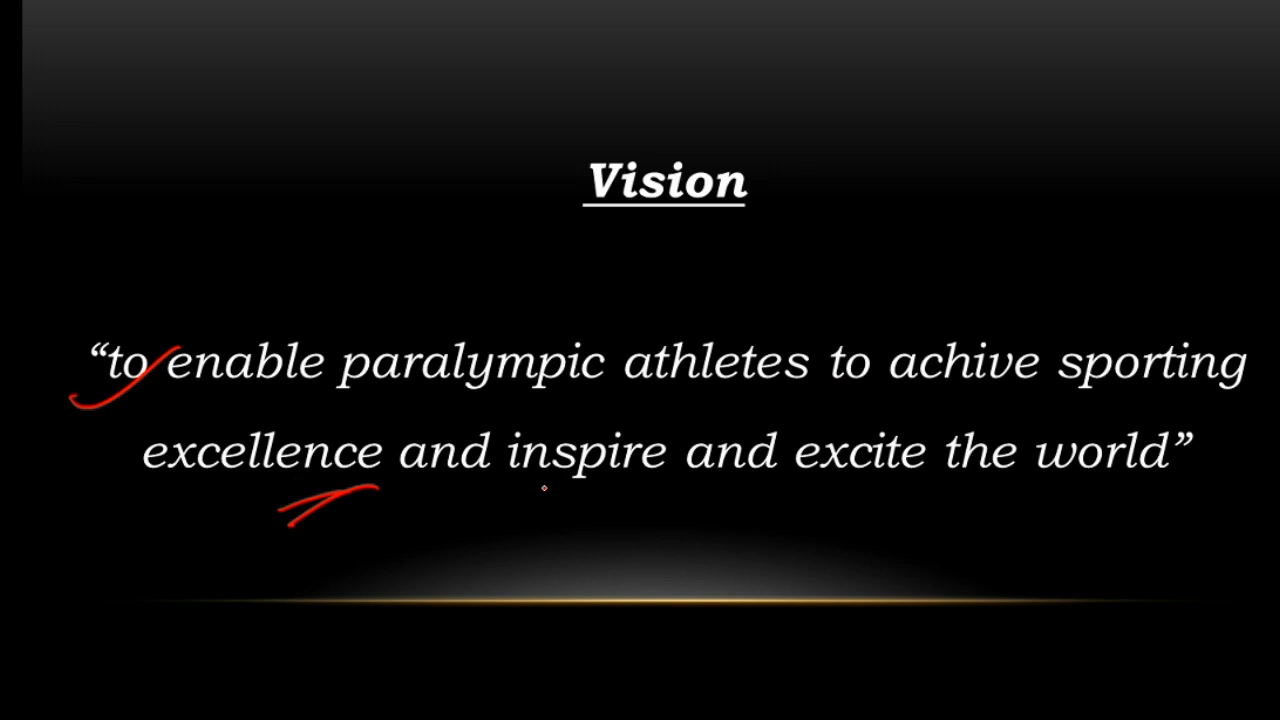 Vision
“to enable paralympic athletes to achive sporting
excellence and inspire and excite the world”